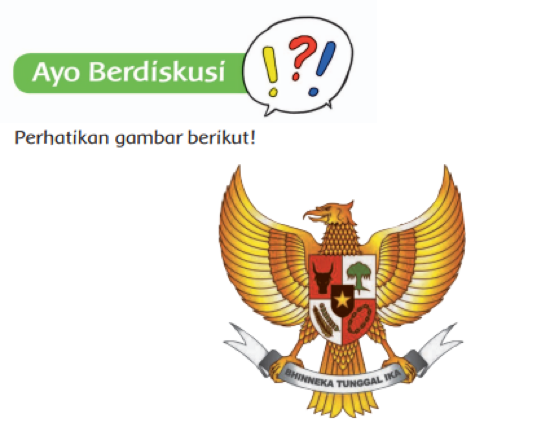 Ayo Berdiskusi
!?!
Perhatikan gambar berikut!
BHINNEKA TUNGGAL IKA